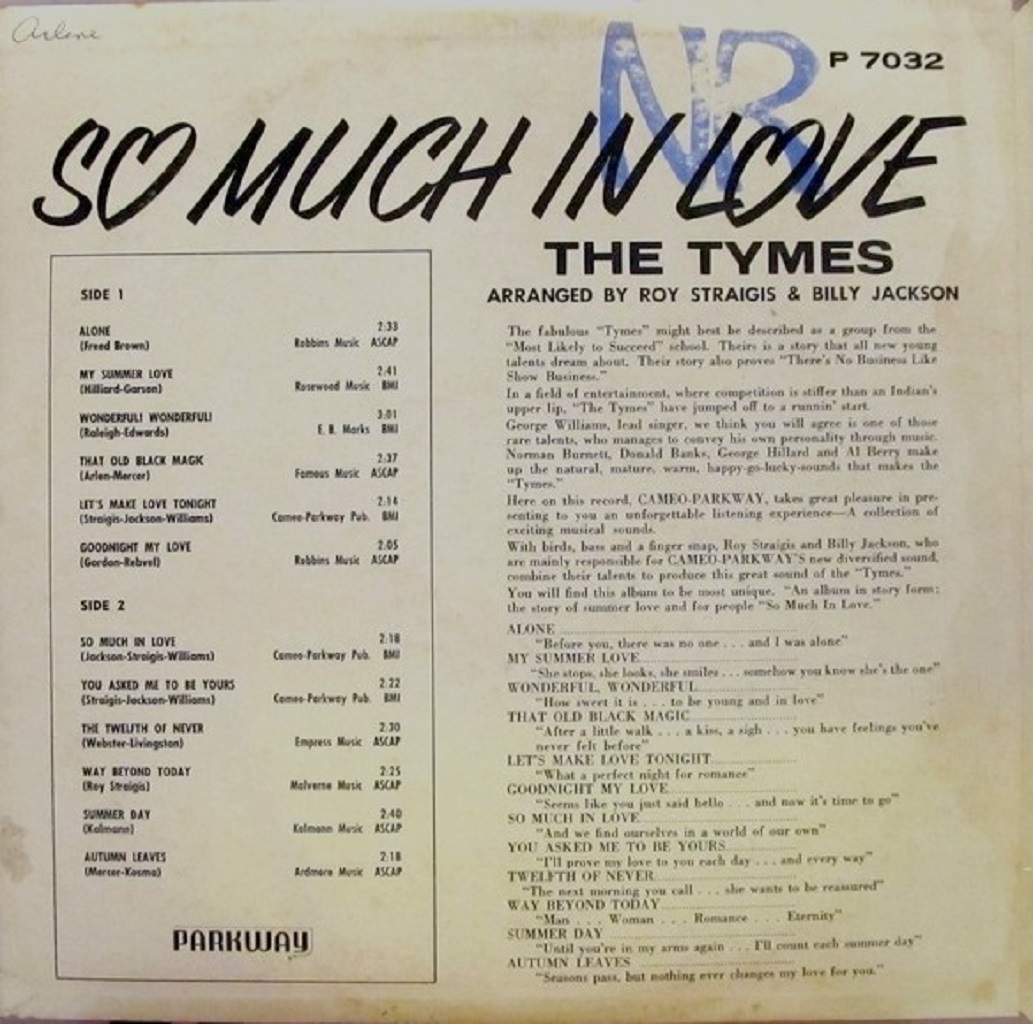 Arlene
NR
P 7032
SO MUCH IN LOVE
THE TYMES
ARRANGED BY ROY STRAIGIS & BILLY JACKSON
SIDE 1
ALONE 2:33
(Freed Brown) Robbins Music ASCAP
MY SUMMER LOVE 2:41
(Hilliard-Garson) Rosewood Music BMI
WONDERFUL! WONDERFUL! 3:01
(Raleigh-Edwards) E. B. Marks BMI
THAT OLD BLACK MAGIC 2:37
(Arlen-Mercer) Famous Music ASCAP
LET'S MAKE LOVE TONIGHT 2:14
(Straigis-Jackson-Williams) Cameo-Parkway Pub. BMI
GOODNIGHT MY LOVE 2:05
(Gordon-Rebvel) Robbins Music ASCAP
SIDE 2
SO MUCH IN LOVE 2:18
(Jackson-Straigis-Williams) Cameo-Parkway Pub. BMI
YOU ASKED ME TO BE YOURS 2:22
(Straigis-Jackson-Williams) Cameo-Parkway Pub. BMI
THE TWELFTH OF NEVER 2:30
(Webster-Livingston) Empress Music ASCAP
WAY BEYOND TODAY 2:25
(Roy Straigis) Malverne Music ASCAP
SUMMER DAY 2:40
(Kalmann) Kalmann Music ASCAP
AUTUMN LEAVES 2:18
(Mercer-Kosma) Ardmore Music ASCAP
PARKWAY
The fabulous "Tymes" might best be described as a group from the
"Most Likely to Succeed" school. Theirs is a story that all new young
talents dream about. Their story also proves "There's No Business Like
Show Business."
In a field of entertainment, where competition is stiffer than an Indian's
upper lip, "The Tymes" have jumped off to a runnin' start.
George Williams, lead singer, we think you will agree is one of those
rare talents, who manages to convey his own personality through music.
Norman Burnett, Donald Banks, George Hillard and Al Berry make
up the natural, mature, warm, happy-go-lucky-sounds that makes the
"Tymes."
Here on this record, CAMEO-PARKWAY, takes great pleasure in pre-
senting to you an unforgettable listening experience—A collection of
exciting musical sounds.
With birds, bass and a finger snap, Roy Straigis and Billy Jackson, who
are mainly responsible for CAMEO-PARKWAY'S new diversified sound,
combine their talents to produce this great sound of the "Tymes."
You will find this album to be most unique. "An album in story form;
the story of summer love and for people "So Much In Love."
ALONE
"Before you, there was no one . . . and I was alone"
MY SUMMER LOVE
"She stops, she looks, she smiles . . . somehow you know she's the one"
WONDERFUL, WONDERFUL
"How sweet it is . . . to be young and in love"
THAT OLD BLACK MAGIC
"After a little walk . . . a kiss, a sigh . . . you have feelings you've
never felt before"
LET'S MAKE LOVE TONIGHT
"What a perfect night for romance"
GOODNIGHT MY LOVE
"Seems like you just said hello . . . and now it's time to go"
SO MUCH IN LOVE
"And we find ourselves in a world of our own"
YOU ASKED ME TO BE YOURS
"I'll prove my love to you each day . . . and every way"
TWELFTH OF NEVER
"The next morning you call . . . she wants to be reassured"
WAY BEYOND TODAY
"Man . . . Woman . . . Romance . . . Eternity"
SUMMER DAY
"Until you're in my arms again . . . I'll count each summer day"
AUTUMN LEAVES
"Seasons pass, but nothing ever changes my love for you."